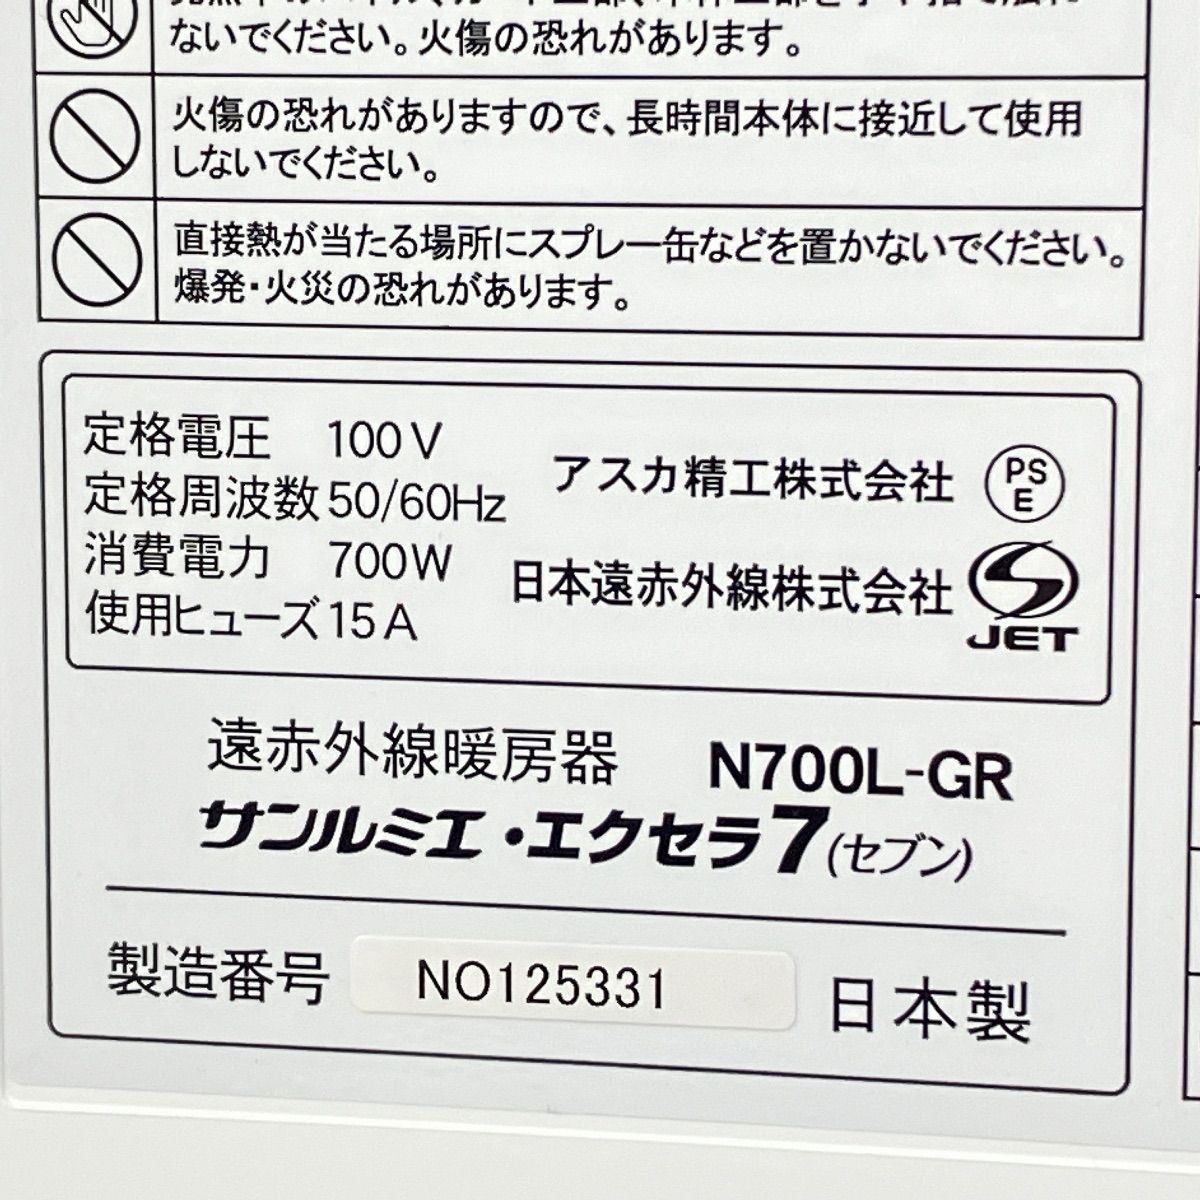 ないでください。火傷の恐れがあります。
火傷の恐れがありますので、長時間本体に接近して使用
しないでください。
直接熱が当たる場所にスプレー缶などを置かないでください。
爆発・火災の恐れがあります。
定格電圧 100V
定格周波数 50/60Hz
消費電力 700W
使用ヒューズ 15A
アスカ精工株式会社
PS
E
日本遠赤外線株式会社
JET
遠赤外線暖房器 N700L-GR
サンルミエ・エクセラ7(セブン)
製造番号 NO125331 日本製